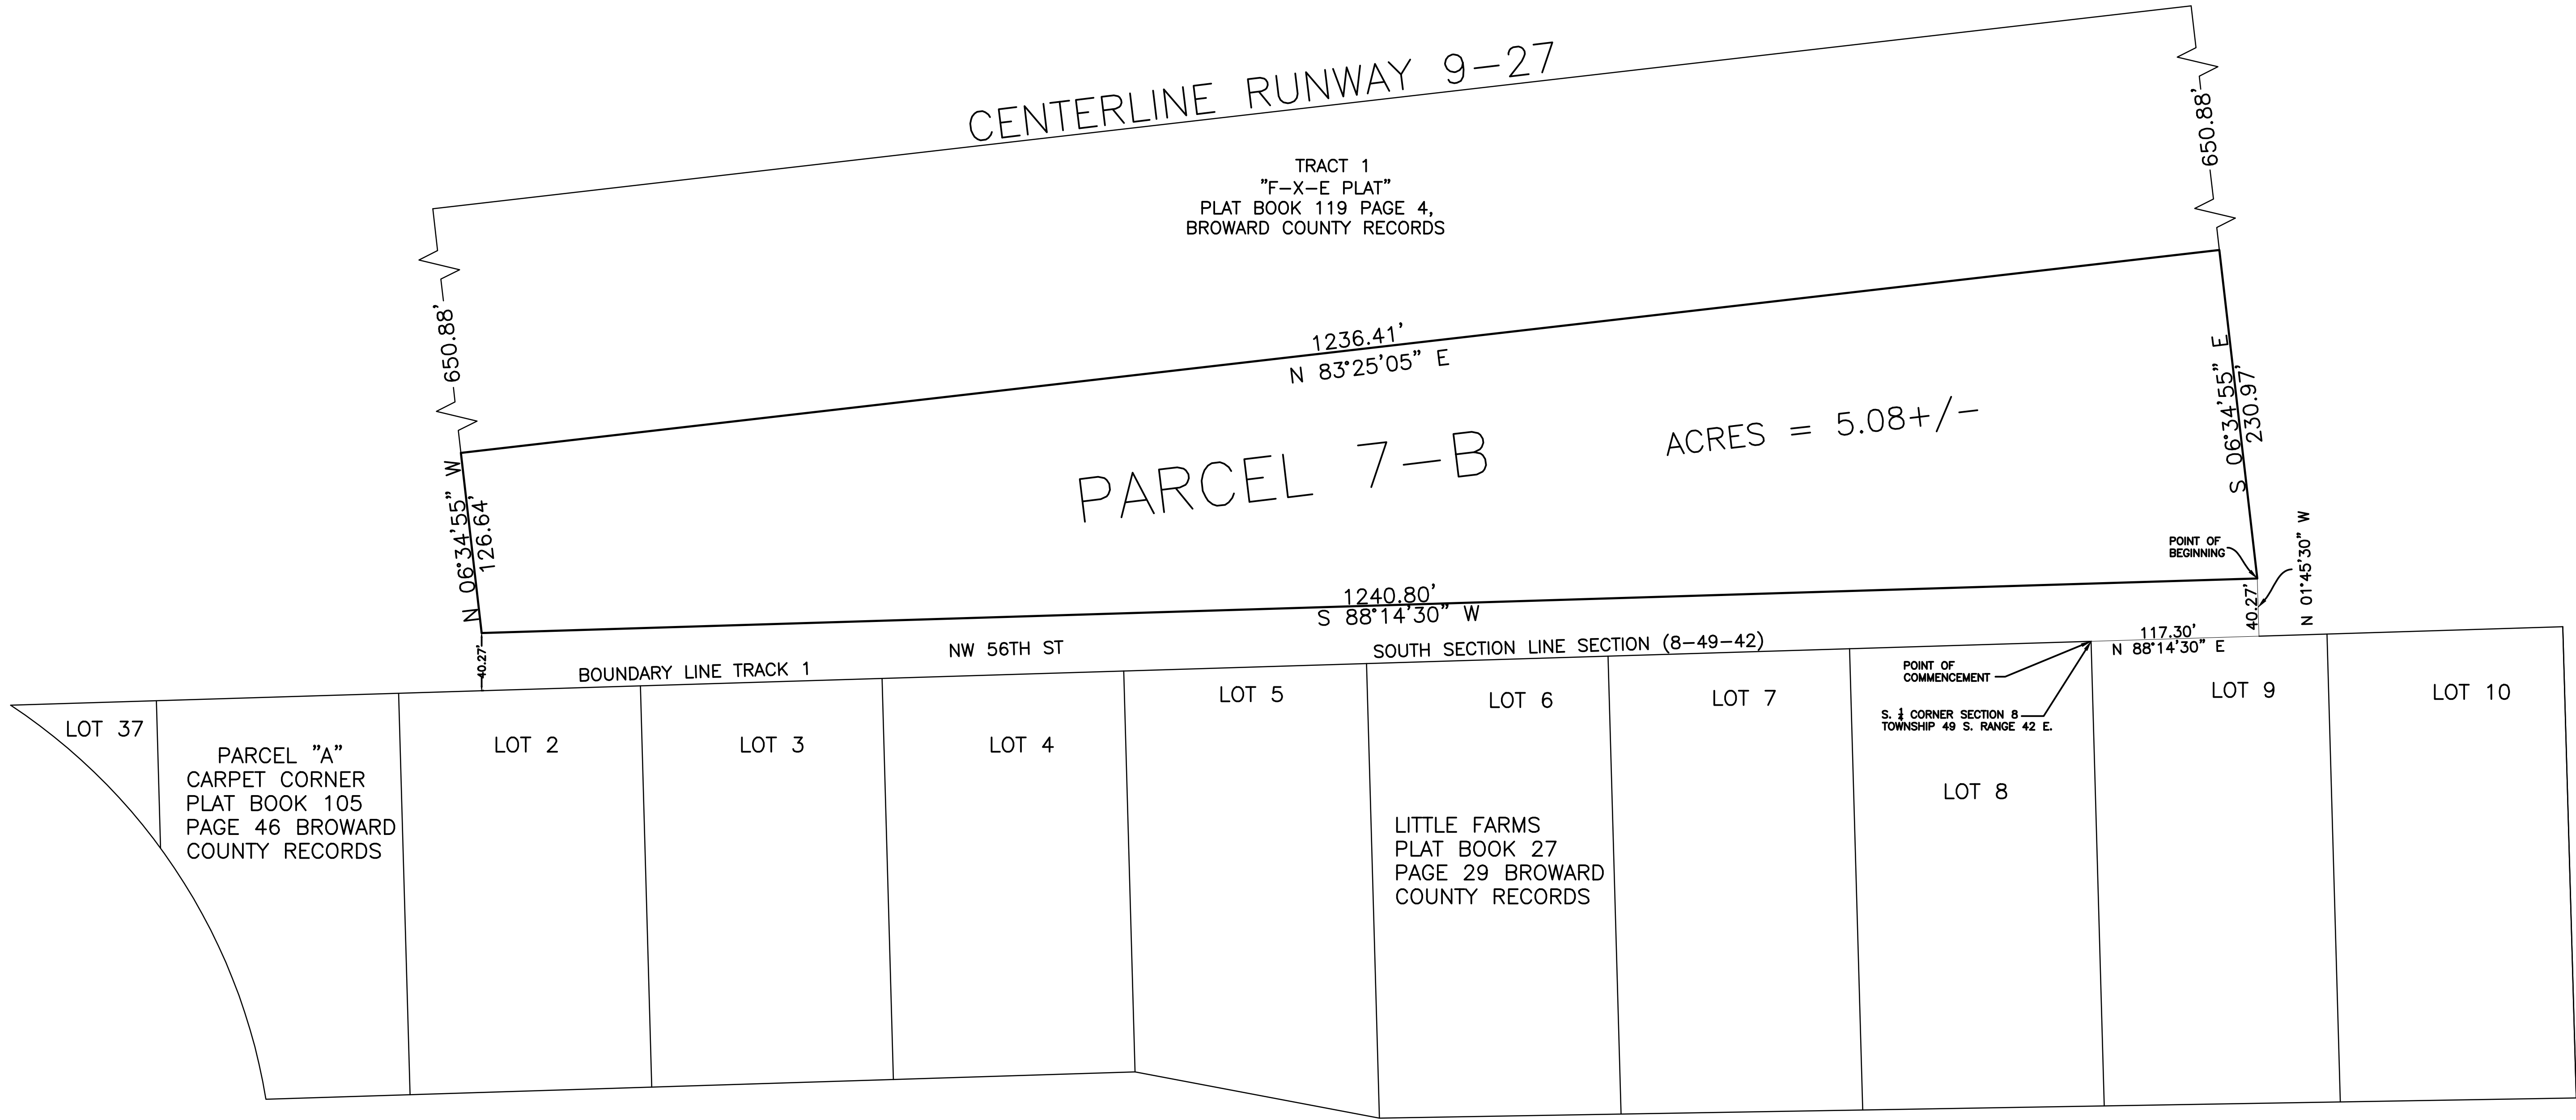 CENTERLINE RUNWAY 9-27
TRACT 1
"F-X-E PLAT"
PLAT BOOK 119 PAGE 4,
BROWARD COUNTY RECORDS
650.88'
650.88'
1236.41'
N 83°25'05" E
PARCEL 7-B
ACRES = 5.08+/-
S 06°34'55" E
230.97'
N 06°34'55" W
126.64'
POINT OF
BEGINNING
N 01°45'30" W
40.27'
1240.80'
S 88°14'30" W
40.27'
NW 56TH ST
BOUNDARY LINE TRACK 1
SOUTH SECTION LINE SECTION (8-49-42)
117.30'
N 88°14'30" E
POINT OF
COMMENCEMENT
S. ¼ CORNER SECTION 8
TOWNSHIP 49 S. RANGE 42 E.
LOT 37
PARCEL "A"
CARPET CORNER
PLAT BOOK 105
PAGE 46 BROWARD
COUNTY RECORDS
LOT 2
LOT 3
LOT 4
LOT 5
LOT 6
LITTLE FARMS
PLAT BOOK 27
PAGE 29 BROWARD
COUNTY RECORDS
LOT 7
LOT 8
LOT 9
LOT 10